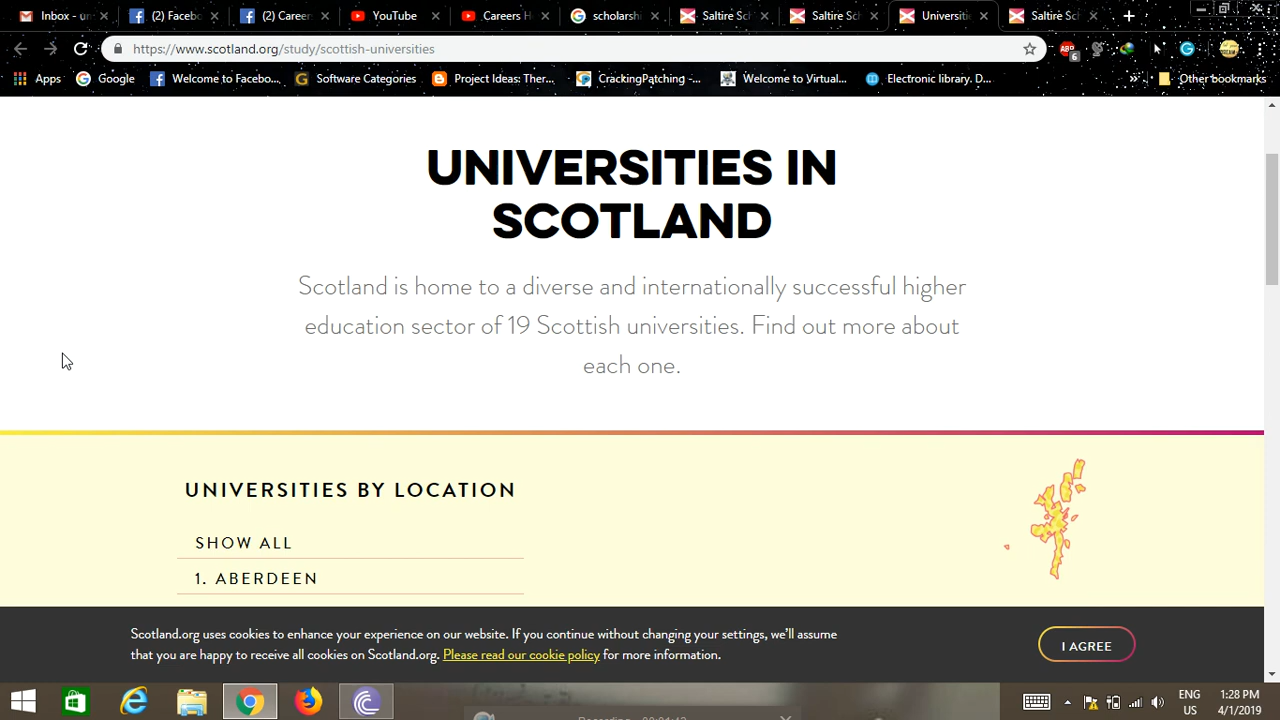 Inbox - un
(2) Facebo
(2) Career
YouTube
Careers H
scholarshi
Saltire Sch
Saltire Sch
Universiti
Saltire Sch
https://www.scotland.org/study/scottish-universities
6
Apps
Google
Welcome to Facebo...
Software Categories
Project Ideas: Ther...
CrackingPatching -...
Welcome to Virtual...
Electronic library. D...
Other bookmarks
UNIVERSITIES IN
SCOTLAND
Scotland is home to a diverse and internationally successful higher
education sector of 19 Scottish universities. Find out more about
each one.
UNIVERSITIES BY LOCATION
SHOW ALL
1. ABERDEEN
Scotland.org uses cookies to enhance your experience on our website. If you continue without changing your settings, we'll assume
that you are happy to receive all cookies on Scotland.org. Please read our cookie policy for more information.
I AGREE
ENG
US
1:28 PM
4/1/2019